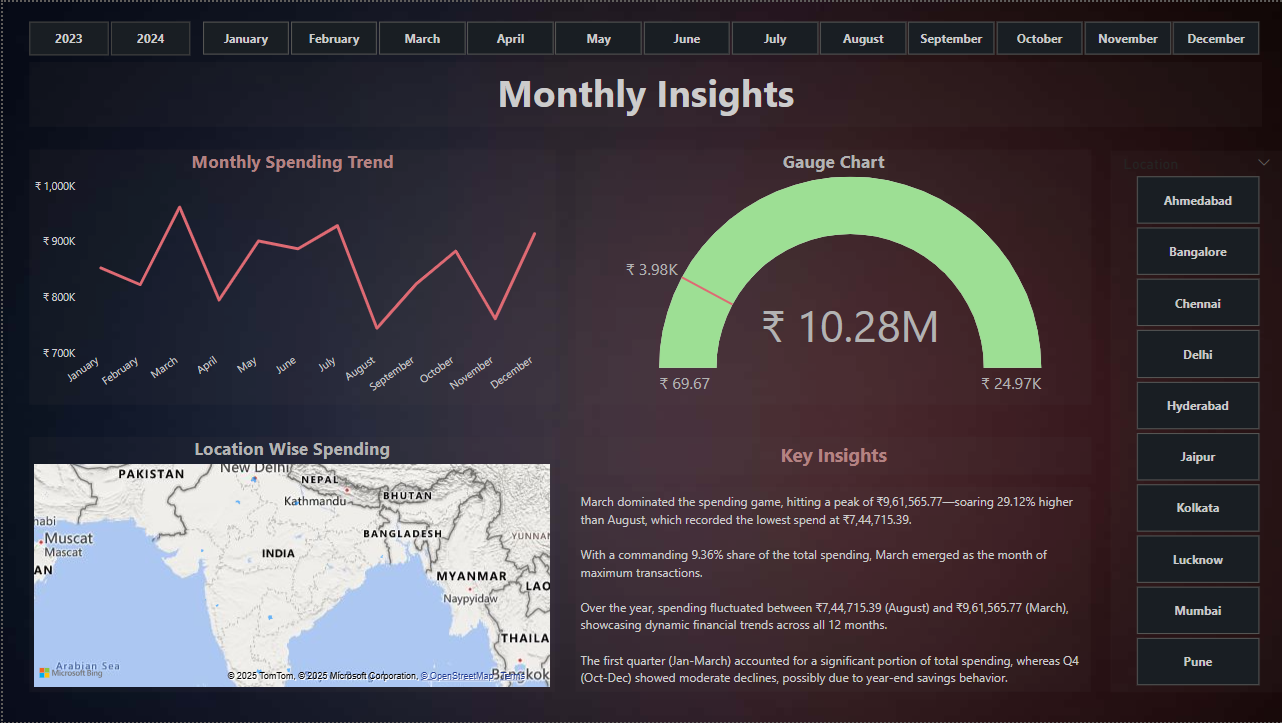 2023 2024 January February March April May June July August September October November December
Monthly Insights
Monthly Spending Trend
₹ 1,000K
₹ 900K
₹ 800K
₹ 700K
January February March April May June July August September October November December
Gauge Chart
₹ 3.98K
₹ 10.28M
₹ 69.67
₹ 24.97K
Location
Ahmedabad
Bangalore
Chennai
Delhi
Hyderabad
Jaipur
Kolkata
Lucknow
Mumbai
Pune
Location Wise Spending
PAKISTAN
New Delhi
NEPAL
Kathmandu
BHUTAN
BANGLADESH
YUNNAN
habi
Muscat
Mascat
AN
INDIA
MYANMAR
LAO
Naypyidaw
THAILA
Arabian Sea
Bangkok
Microsoft Bing
© 2025 TomTom, © 2025 Microsoft Corporation, © OpenStreetMap Terms
Key Insights
March dominated the spending game, hitting a peak of ₹9,61,565.77—soaring 29.12% higher
than August, which recorded the lowest spend at ₹7,44,715.39.
With a commanding 9.36% share of the total spending, March emerged as the month of
maximum transactions.
Over the year, spending fluctuated between ₹7,44,715.39 (August) and ₹9,61,565.77 (March),
showcasing dynamic financial trends across all 12 months.
The first quarter (Jan-March) accounted for a significant portion of total spending, whereas Q4
(Oct-Dec) showed moderate declines, possibly due to year-end savings behavior.